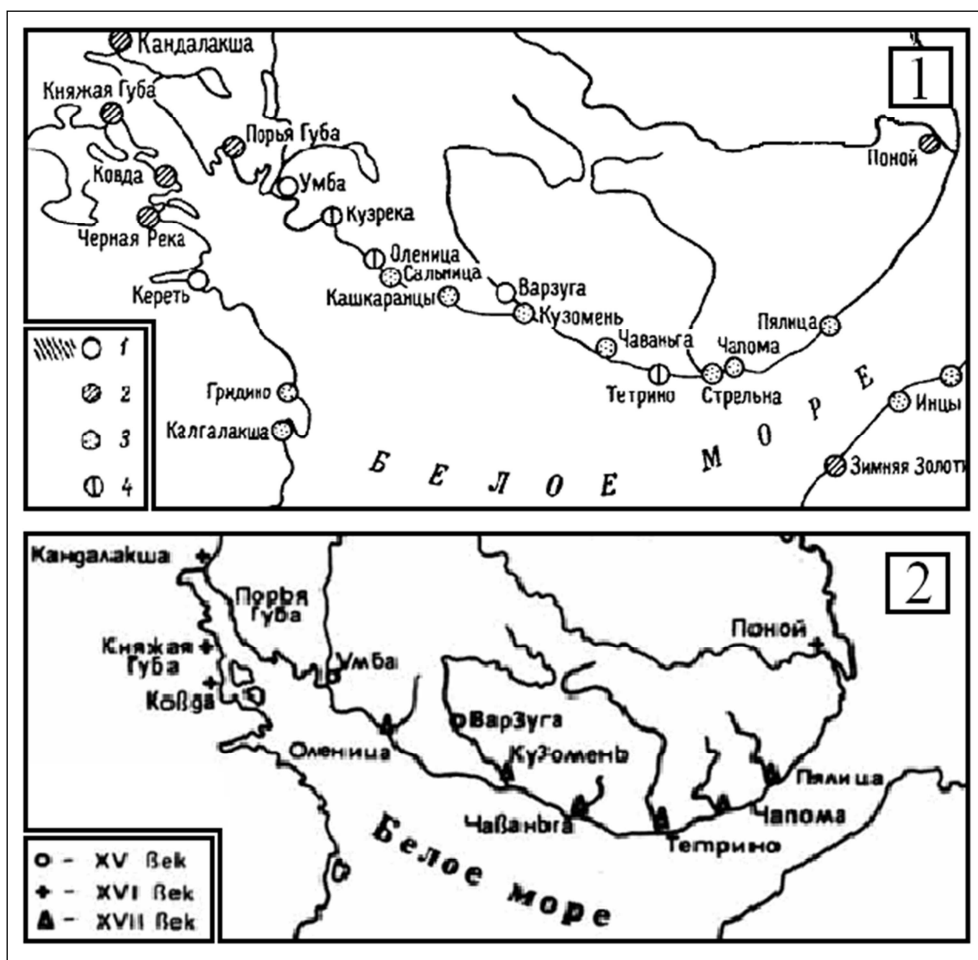 Кандалакша
1
Княжая Губа
Порья Губа
Поной
Ковда
Умба
Кузрека
Черная Река
Оленица
Сальница
Кереть
Кашкаранцы
Варзуга
Кузомень
Пялица
Чаваньга
Чапома
Тетрино
Стрельна
Гридино
Калгалакша
Инцы
Зимняя Золоти
БЕЛОЕ МОРЕ
1
2
3
4
Кандалакша
2
Порья
Губа
Поной
Княжая
Губа
Умба
Ковда
Варзуга
Оленица
Кузомень
Пялица
Чаваньга
Чапома
Тетрино
Белое море
- XV век
- XVI век
- XVII век